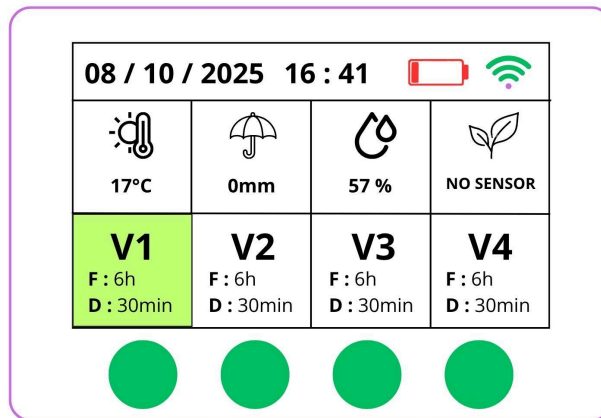 08 / 10 / 2025 16 : 41
17°C 0mm 57 % NO SENSOR
V1 V2 V3 V4
F : 6h F : 6h F : 6h F : 6h
D : 30min D : 30min D : 30min D : 30min